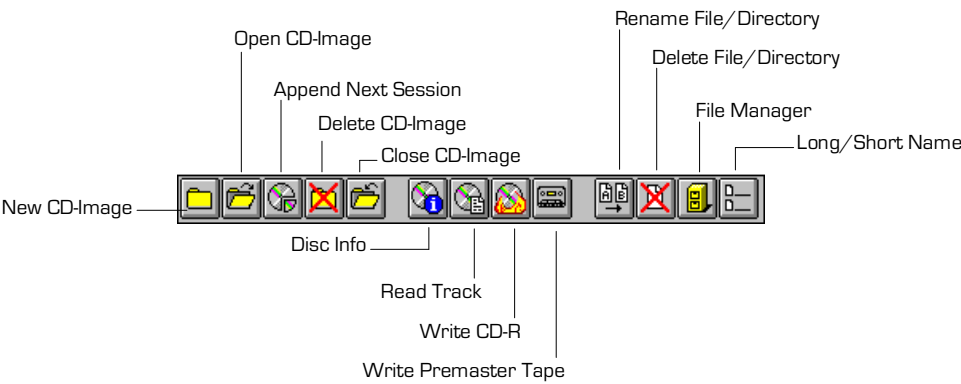 Rename File/Directory
Open CD-Image
Delete File/Directory
Append Next Session
File Manager
Delete CD-Image
Long/Short Name
Close CD-Image
A B
i
New CD-Image
Disc Info
Read Track
Write CD-R
Write Premaster Tape